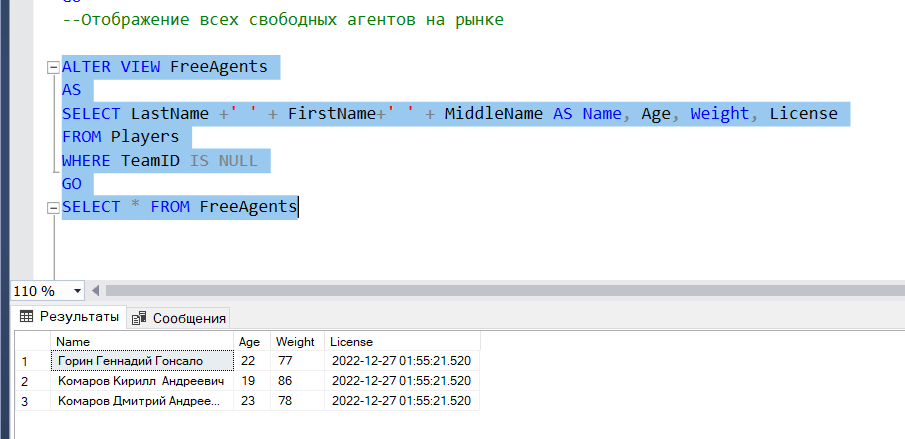 --Отображение всех свободных агентов на рынке
ALTER VIEW FreeAgents
AS
SELECT LastName +' ' + FirstName+' ' + MiddleName AS Name, Age, Weight, License
FROM Players
WHERE TeamID IS NULL
GO
SELECT * FROM FreeAgents
110 %
Результаты Сообщения
Name Age Weight License
1 Горин Геннадий Гонсало 22 77 2022-12-27 01:55:21.520
2 Комаров Кирилл Андреевич 19 86 2022-12-27 01:55:21.520
3 Комаров Дмитрий Андрее... 23 78 2022-12-27 01:55:21.520